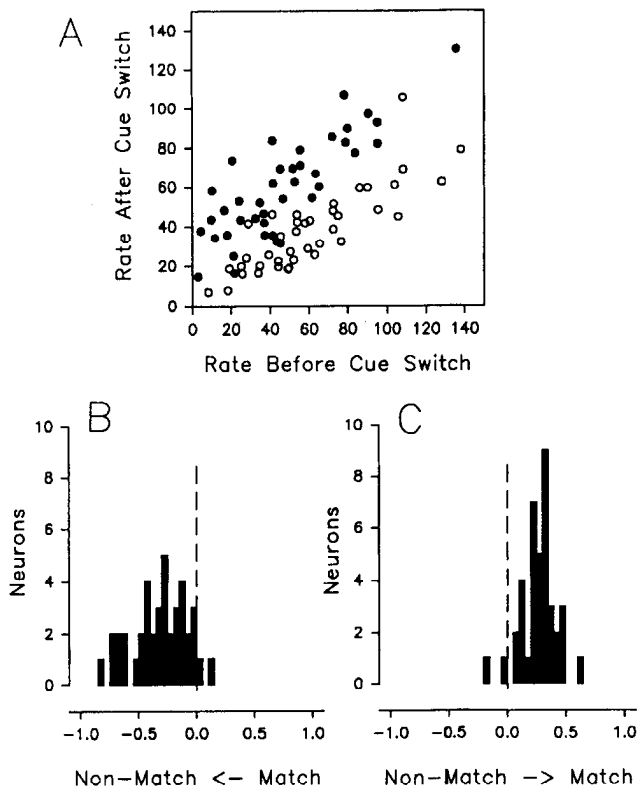 A
Rate After Cue Switch
140
120
100
80
60
40
20
0
0 20 40 60 80 100 120 140
Rate Before Cue Switch
B
Neurons
10
8
6
4
2
0
-1.0 -0.5 0.0 0.5 1.0
Non-Match <- Match
C
Neurons
10
8
6
4
2
0
-1.0 -0.5 0.0 0.5 1.0
Non-Match -> Match